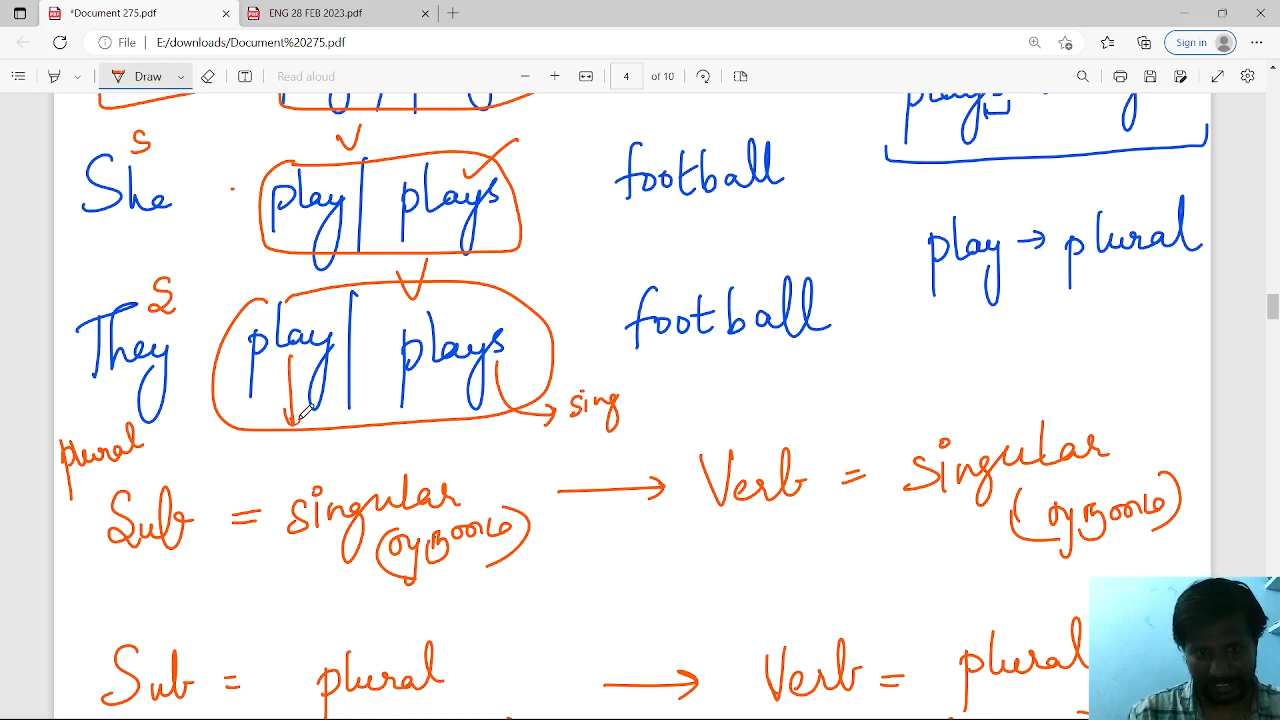 *Document 275.pdf
ENG 28 FEB 2023.pdf
File E:/downloads/Document%20275.pdf
Sign in
Draw
Read aloud
4 of 10
S
She play | plays football
play → plural
S
They play | plays football
sing
plural
Sub = singular → Verb = singular
Sub = plural → Verb = plural